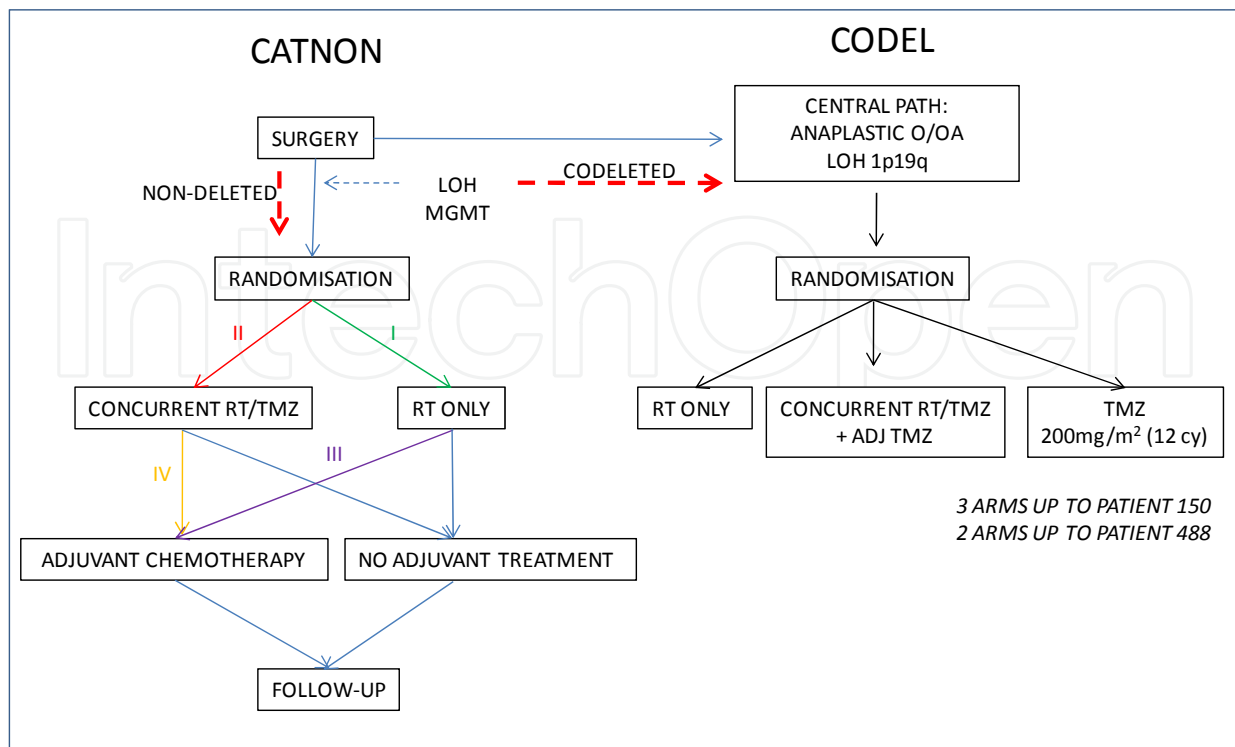 CATNON
CODEL
SURGERY
NON-DELETED
LOH
MGMT
CODELETED
CENTRAL PATH:
ANAPLASTIC O/OA
LOH 1p19q
RANDOMISATION
II
I
CONCURRENT RT/TMZ
RT ONLY
IV
III
ADJUVANT CHEMOTHERAPY
NO ADJUVANT TREATMENT
FOLLOW-UP
RANDOMISATION
RT ONLY
CONCURRENT RT/TMZ
+ ADJ TMZ
TMZ
200mg/m² (12 cy)
3 ARMS UP TO PATIENT 150
2 ARMS UP TO PATIENT 488
IntechOpen